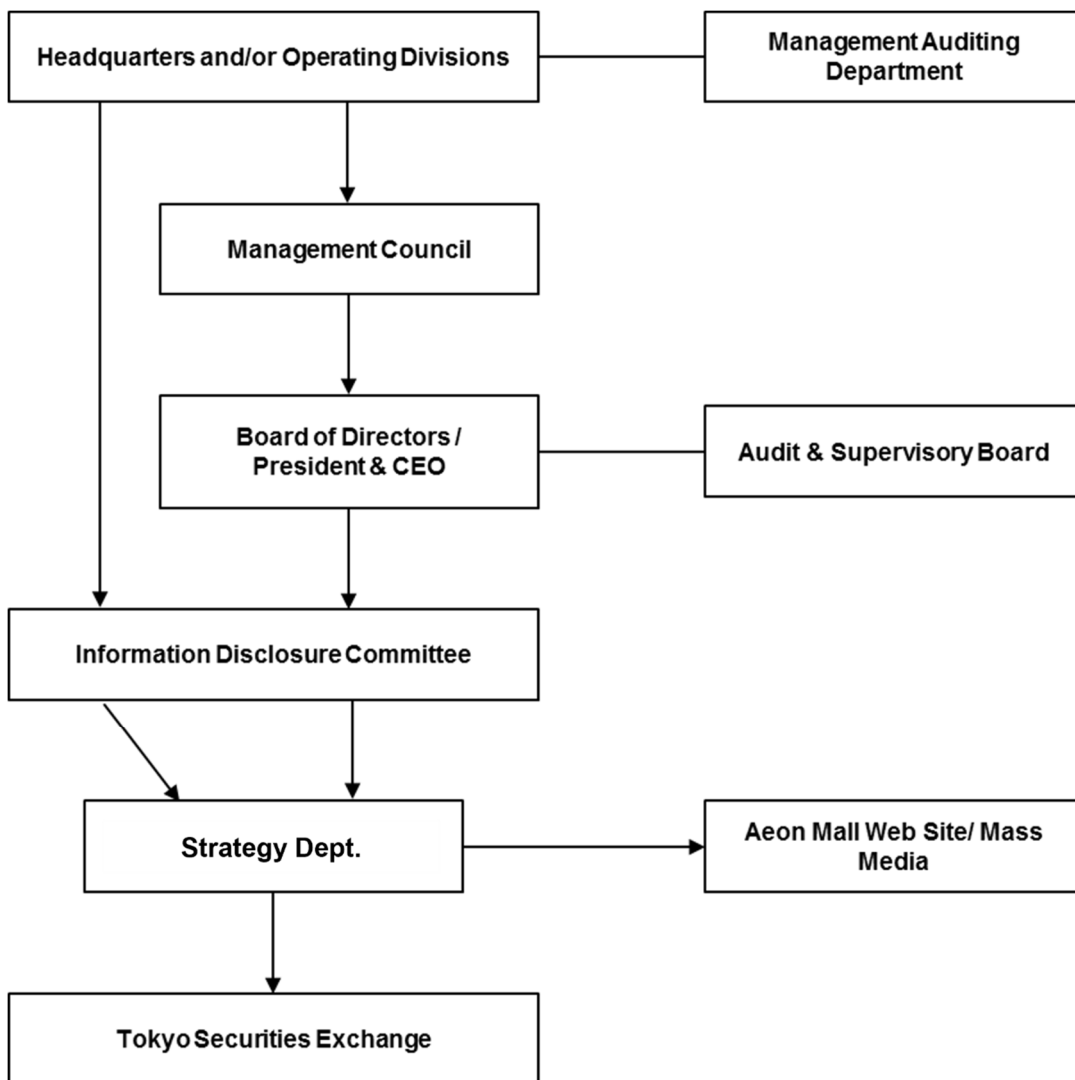 Headquarters and/or Operating Divisions
Management Auditing
Department
Management Council
Board of Directors /
President & CEO
Audit & Supervisory Board
Information Disclosure Committee
Strategy Dept.
Aeon Mall Web Site/ Mass
Media
Tokyo Securities Exchange